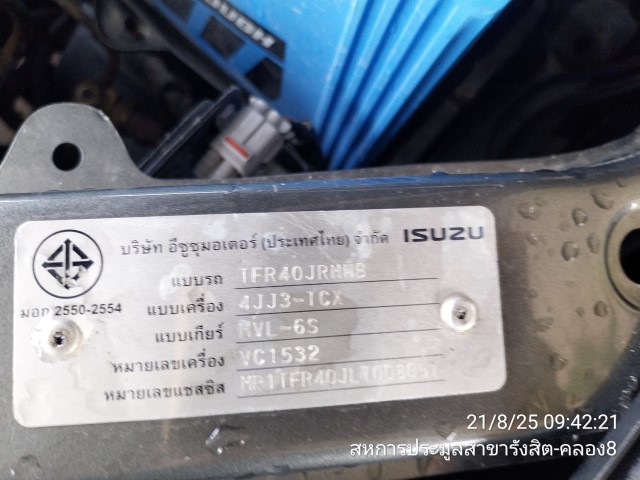 บริษัท อีซูซุมอเตอร์ (ประเทศไทย) จำกัด ISUZU
แบบรถ TFR40JRMMB
มอก 2550-2554 แบบเครื่อง 4JJ3-TCX
แบบเกียร์ RVL-6S
หมายเลขเครื่อง VC1532
หมายเลขแชสซิส
21/8/25 09:42:21
สหการประมูลสาขารังสิต-คลอง8